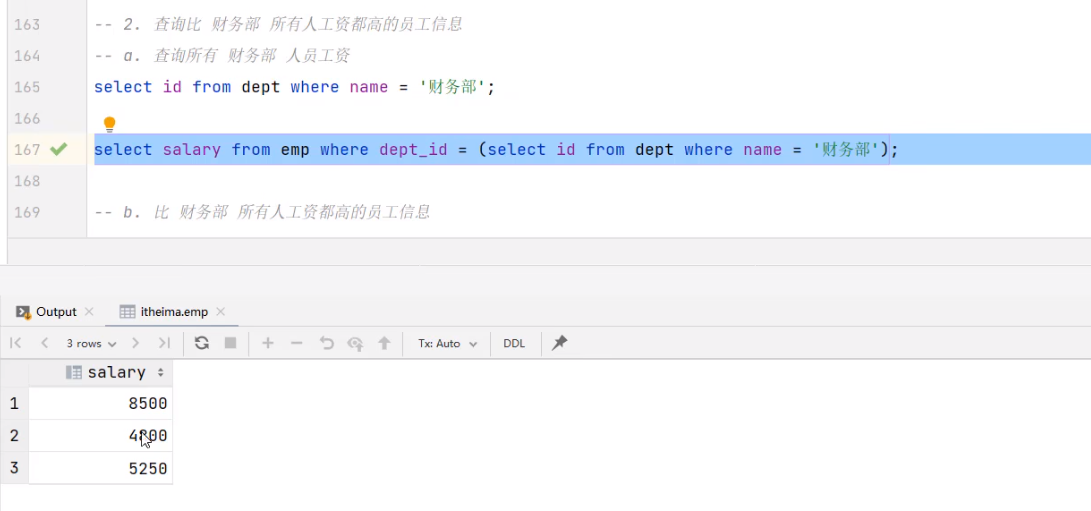 163 -- 2. 查询比 财务部 所有人工资都高的员工信息
164 -- a. 查询所有 财务部 人员工资
165 select id from dept where name = '财务部';
166
167 select salary from emp where dept_id = (select id from dept where name = '财务部');
168
169 -- b. 比 财务部 所有人工资都高的员工信息
Output itheima.emp
3 rows Tx: Auto DDL
salary
1 8500
2 4800
3 5250